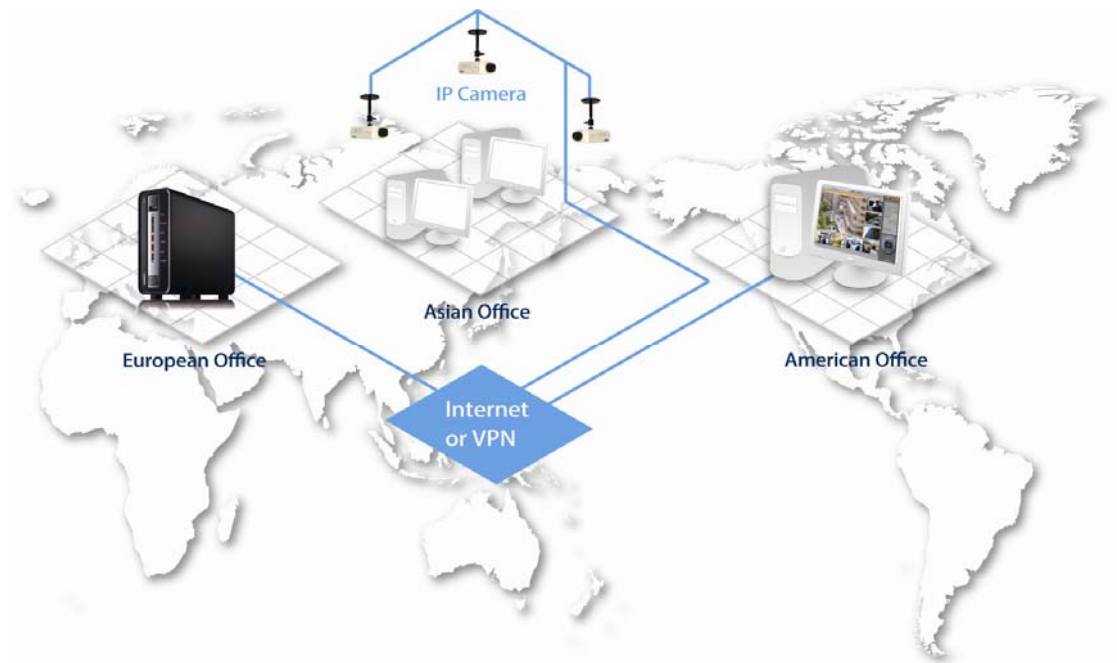 IP Camera
Asian Office
European Office
American Office
Internet
or VPN